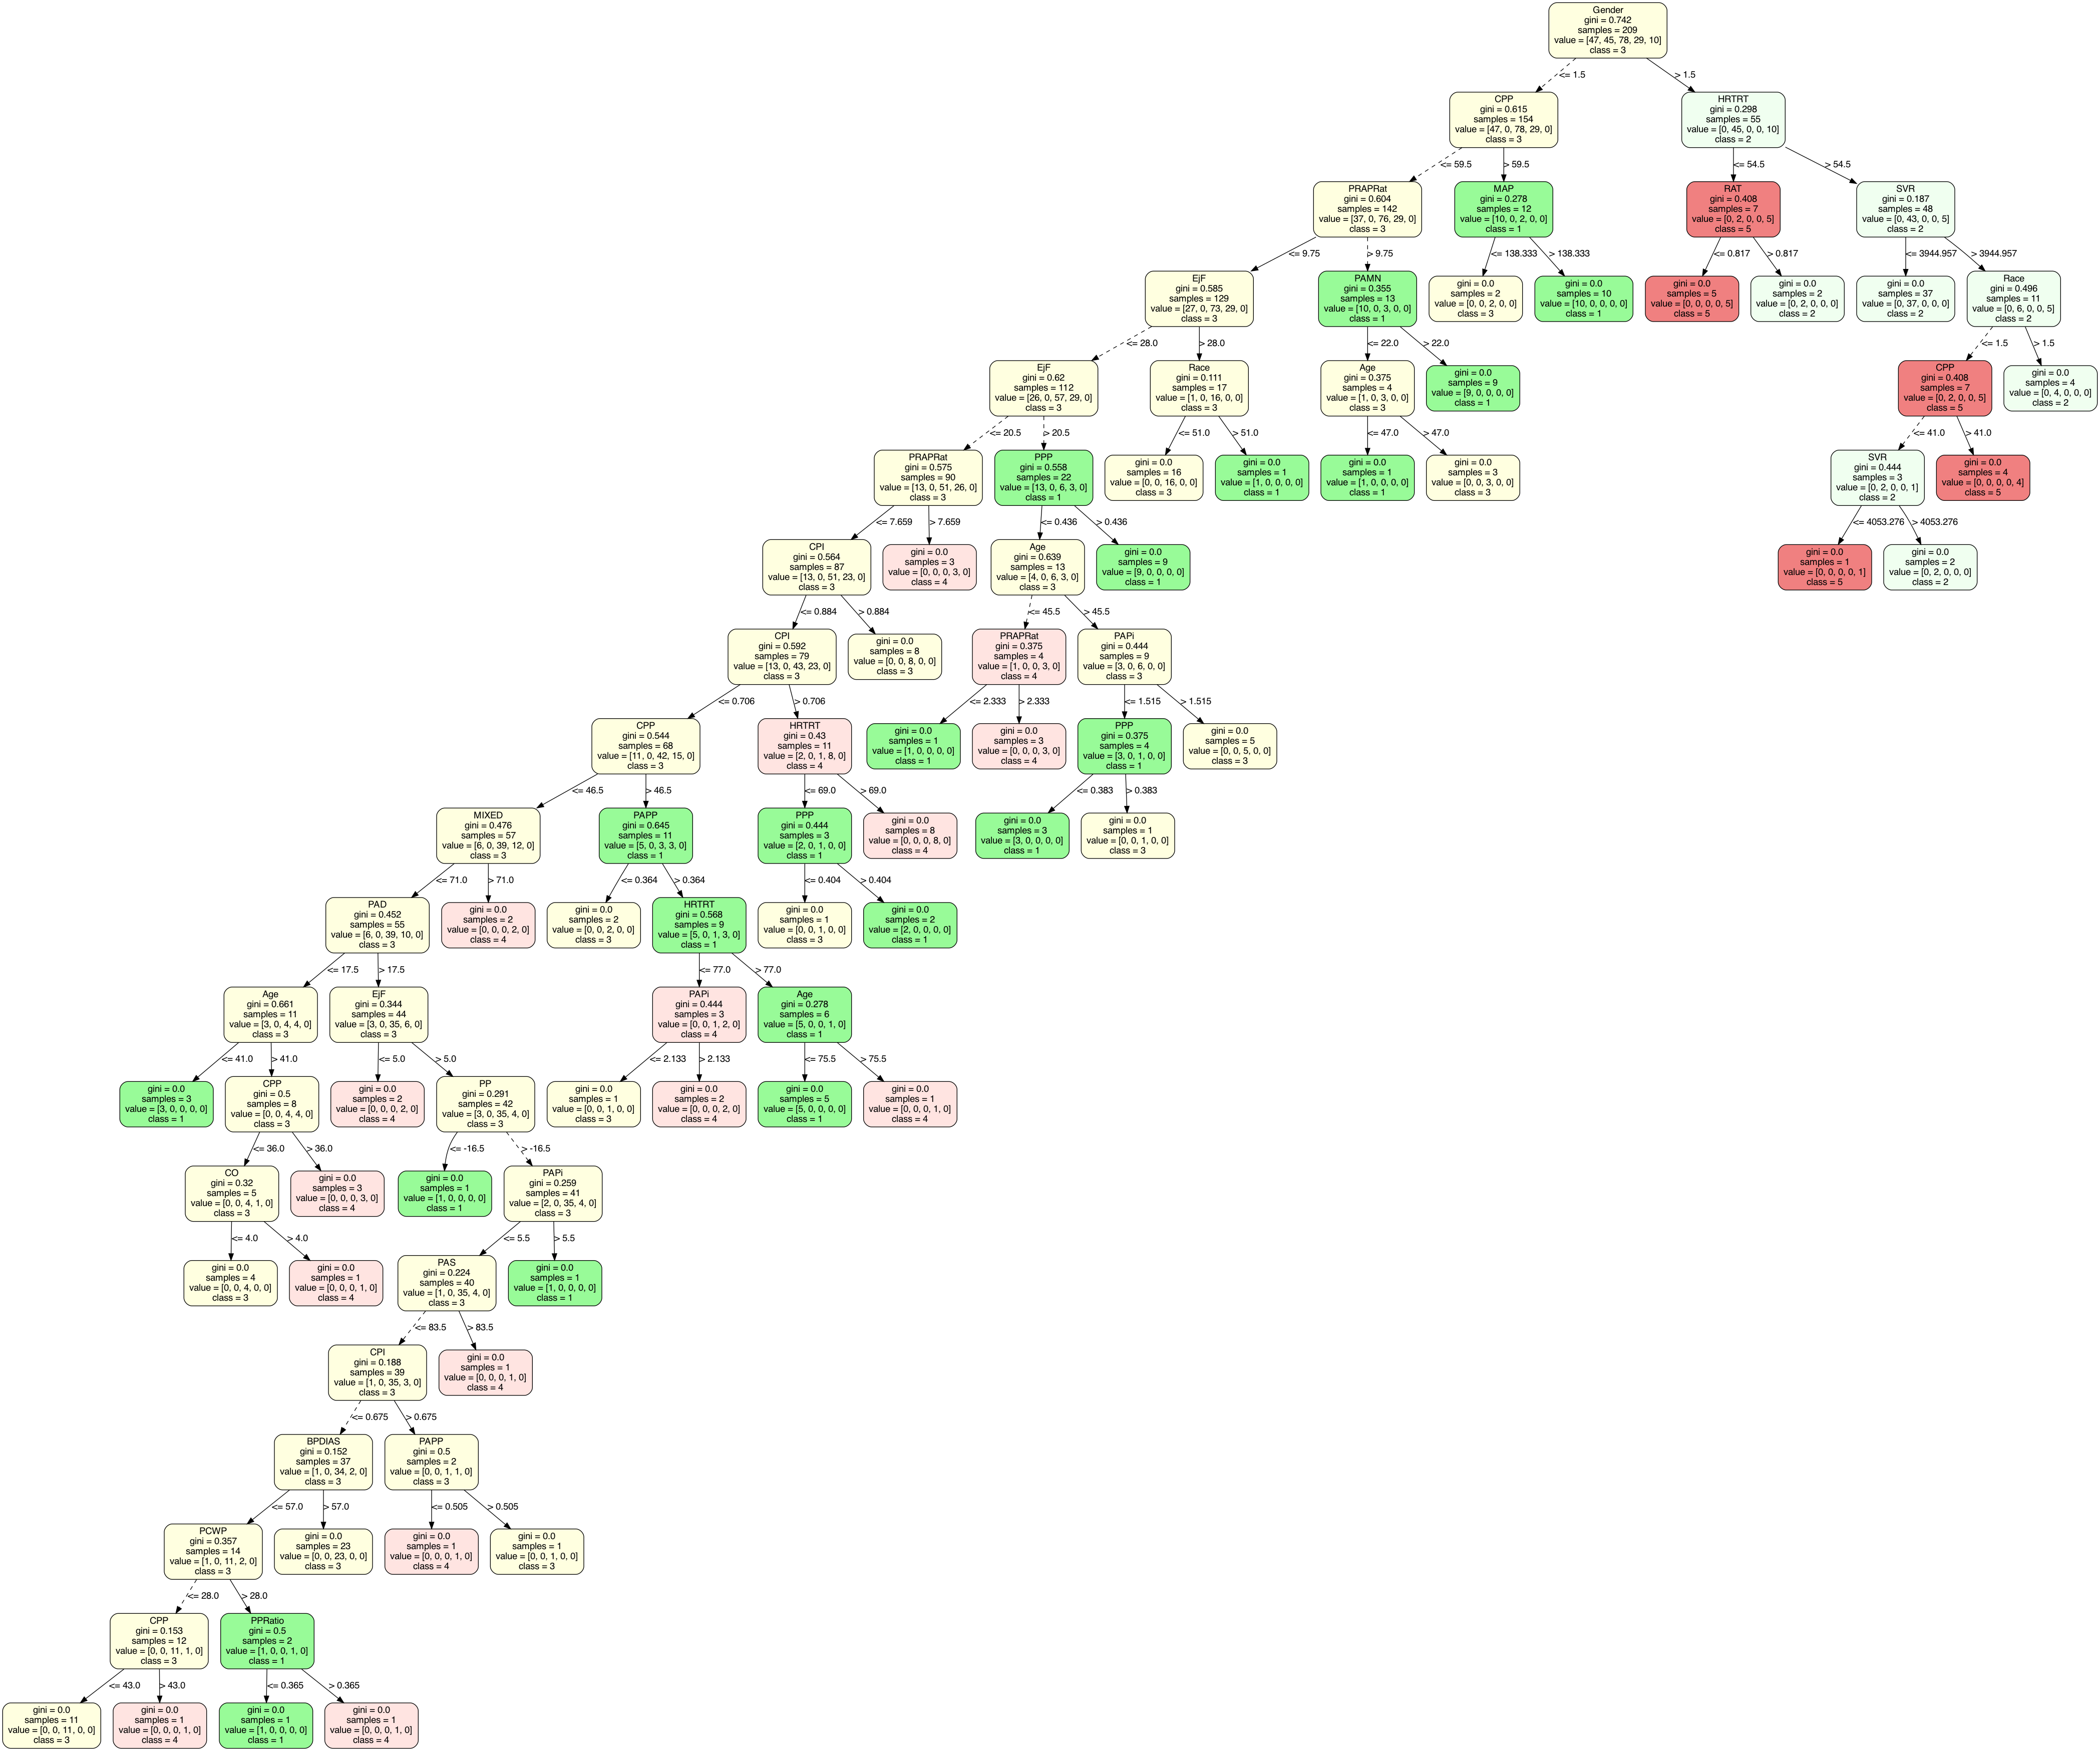 Gender
gini = 0.742
samples = 209
value = [47, 45, 78, 29, 10]
class = 3
<= 1.5
> 1.5
CPP
gini = 0.615
samples = 154
value = [47, 0, 78, 29, 0]
class = 3
HRTRT
gini = 0.298
samples = 55
value = [0, 45, 0, 0, 10]
class = 2
<= 59.5
> 59.5
<= 54.5
> 54.5
PRAPRat
gini = 0.604
samples = 142
value = [37, 0, 76, 29, 0]
class = 3
MAP
gini = 0.278
samples = 12
value = [10, 0, 2, 0, 0]
class = 1
RAT
gini = 0.408
samples = 7
value = [0, 2, 0, 0, 5]
class = 5
SVR
gini = 0.187
samples = 48
value = [0, 43, 0, 0, 5]
class = 2
<= 9.75
> 9.75
<= 138.333
> 138.333
<= 0.817
> 0.817
<= 3944.957
> 3944.957
EjF
gini = 0.585
samples = 129
value = [27, 0, 73, 29, 0]
class = 3
PAMN
gini = 0.355
samples = 13
value = [10, 0, 3, 0, 0]
class = 1
gini = 0.0
samples = 2
value = [0, 0, 2, 0, 0]
class = 3
gini = 0.0
samples = 10
value = [10, 0, 0, 0, 0]
class = 1
gini = 0.0
samples = 5
value = [0, 0, 0, 0, 5]
class = 5
gini = 0.0
samples = 2
value = [0, 2, 0, 0, 0]
class = 2
gini = 0.0
samples = 37
value = [0, 37, 0, 0, 0]
class = 2
Race
gini = 0.496
samples = 11
value = [0, 6, 0, 0, 5]
class = 2
<= 28.0
> 28.0
<= 22.0
> 22.0
<= 1.5
> 1.5
EjF
gini = 0.62
samples = 112
value = [26, 0, 57, 29, 0]
class = 3
Race
gini = 0.111
samples = 17
value = [1, 0, 16, 0, 0]
class = 3
Age
gini = 0.375
samples = 4
value = [1, 0, 3, 0, 0]
class = 3
gini = 0.0
samples = 9
value = [9, 0, 0, 0, 0]
class = 1
CPP
gini = 0.408
samples = 7
value = [0, 2, 0, 0, 5]
class = 5
gini = 0.0
samples = 4
value = [0, 4, 0, 0, 0]
class = 2
<= 20.5
> 20.5
<= 51.0
> 51.0
<= 47.0
> 47.0
<= 41.0
> 41.0
PRAPRat
gini = 0.575
samples = 90
value = [13, 0, 51, 26, 0]
class = 3
PPP
gini = 0.558
samples = 22
value = [13, 0, 6, 3, 0]
class = 1
gini = 0.0
samples = 16
value = [0, 0, 16, 0, 0]
class = 3
gini = 0.0
samples = 1
value = [1, 0, 0, 0, 0]
class = 1
gini = 0.0
samples = 1
value = [1, 0, 0, 0, 0]
class = 1
gini = 0.0
samples = 3
value = [0, 0, 3, 0, 0]
class = 3
SVR
gini = 0.444
samples = 3
value = [0, 2, 0, 0, 1]
class = 2
gini = 0.0
samples = 4
value = [0, 0, 0, 0, 4]
class = 5
<= 7.659
> 7.659
<= 0.436
> 0.436
<= 4053.276
> 4053.276
CPI
gini = 0.564
samples = 87
value = [13, 0, 51, 23, 0]
class = 3
gini = 0.0
samples = 3
value = [0, 0, 0, 3, 0]
class = 4
Age
gini = 0.639
samples = 13
value = [4, 0, 6, 3, 0]
class = 3
gini = 0.0
samples = 9
value = [9, 0, 0, 0, 0]
class = 1
gini = 0.0
samples = 1
value = [0, 0, 0, 0, 1]
class = 5
gini = 0.0
samples = 2
value = [0, 2, 0, 0, 0]
class = 2
<= 0.884
> 0.884
<= 45.5
> 45.5
CPI
gini = 0.592
samples = 79
value = [13, 0, 43, 23, 0]
class = 3
gini = 0.0
samples = 8
value = [0, 0, 8, 0, 0]
class = 3
PRAPRat
gini = 0.375
samples = 4
value = [1, 0, 0, 3, 0]
class = 4
PAPi
gini = 0.444
samples = 9
value = [3, 0, 6, 0, 0]
class = 3
<= 0.706
> 0.706
<= 2.333
> 2.333
<= 1.515
> 1.515
CPP
gini = 0.544
samples = 68
value = [11, 0, 42, 15, 0]
class = 3
HRTRT
gini = 0.43
samples = 11
value = [2, 0, 1, 8, 0]
class = 4
gini = 0.0
samples = 1
value = [1, 0, 0, 0, 0]
class = 1
gini = 0.0
samples = 3
value = [0, 0, 0, 3, 0]
class = 4
PPP
gini = 0.375
samples = 4
value = [3, 0, 1, 0, 0]
class = 1
gini = 0.0
samples = 5
value = [0, 0, 5, 0, 0]
class = 3
<= 46.5
> 46.5
<= 69.0
> 69.0
<= 0.383
> 0.383
MIXED
gini = 0.476
samples = 57
value = [6, 0, 39, 12, 0]
class = 3
PAPP
gini = 0.645
samples = 11
value = [5, 0, 3, 3, 0]
class = 1
PPP
gini = 0.444
samples = 3
value = [2, 0, 1, 0, 0]
class = 1
gini = 0.0
samples = 8
value = [0, 0, 0, 8, 0]
class = 4
gini = 0.0
samples = 3
value = [3, 0, 0, 0, 0]
class = 1
gini = 0.0
samples = 1
value = [0, 0, 1, 0, 0]
class = 3
<= 71.0
> 71.0
<= 0.364
> 0.364
<= 0.404
> 0.404
PAD
gini = 0.452
samples = 55
value = [6, 0, 39, 10, 0]
class = 3
gini = 0.0
samples = 2
value = [0, 0, 0, 2, 0]
class = 4
gini = 0.0
samples = 2
value = [0, 0, 2, 0, 0]
class = 3
HRTRT
gini = 0.568
samples = 9
value = [5, 0, 1, 3, 0]
class = 1
gini = 0.0
samples = 1
value = [0, 0, 1, 0, 0]
class = 3
gini = 0.0
samples = 2
value = [2, 0, 0, 0, 0]
class = 1
<= 17.5
> 17.5
<= 77.0
> 77.0
Age
gini = 0.661
samples = 11
value = [3, 0, 4, 4, 0]
class = 3
EjF
gini = 0.344
samples = 44
value = [3, 0, 35, 6, 0]
class = 3
PAPi
gini = 0.444
samples = 3
value = [0, 0, 1, 2, 0]
class = 4
Age
gini = 0.278
samples = 6
value = [5, 0, 0, 1, 0]
class = 1
<= 41.0
> 41.0
<= 5.0
> 5.0
<= 2.133
> 2.133
<= 75.5
> 75.5
gini = 0.0
samples = 3
value = [3, 0, 0, 0, 0]
class = 1
CPP
gini = 0.5
samples = 8
value = [0, 0, 4, 4, 0]
class = 3
gini = 0.0
samples = 2
value = [0, 0, 0, 2, 0]
class = 4
PP
gini = 0.291
samples = 42
value = [3, 0, 35, 4, 0]
class = 3
gini = 0.0
samples = 1
value = [0, 0, 1, 0, 0]
class = 3
gini = 0.0
samples = 2
value = [0, 0, 0, 2, 0]
class = 4
gini = 0.0
samples = 5
value = [5, 0, 0, 0, 0]
class = 1
gini = 0.0
samples = 1
value = [0, 0, 0, 1, 0]
class = 4
<= 36.0
> 36.0
<= -16.5
> -16.5
CO
gini = 0.32
samples = 5
value = [0, 0, 4, 1, 0]
class = 3
gini = 0.0
samples = 3
value = [0, 0, 0, 3, 0]
class = 4
gini = 0.0
samples = 1
value = [1, 0, 0, 0, 0]
class = 1
PAPi
gini = 0.259
samples = 41
value = [2, 0, 35, 4, 0]
class = 3
<= 4.0
> 4.0
<= 5.5
> 5.5
gini = 0.0
samples = 4
value = [0, 0, 4, 0, 0]
class = 3
gini = 0.0
samples = 1
value = [0, 0, 0, 1, 0]
class = 4
PAS
gini = 0.224
samples = 40
value = [1, 0, 35, 4, 0]
class = 3
gini = 0.0
samples = 1
value = [1, 0, 0, 0, 0]
class = 1
<= 83.5
> 83.5
CPI
gini = 0.188
samples = 39
value = [1, 0, 35, 3, 0]
class = 3
gini = 0.0
samples = 1
value = [0, 0, 0, 1, 0]
class = 4
<= 0.675
> 0.675
BPDIAS
gini = 0.152
samples = 37
value = [1, 0, 34, 2, 0]
class = 3
PAPP
gini = 0.5
samples = 2
value = [0, 0, 1, 1, 0]
class = 3
<= 57.0
> 57.0
<= 0.505
> 0.505
PCWP
gini = 0.357
samples = 14
value = [1, 0, 11, 2, 0]
class = 3
gini = 0.0
samples = 23
value = [0, 0, 23, 0, 0]
class = 3
gini = 0.0
samples = 1
value = [0, 0, 0, 1, 0]
class = 4
gini = 0.0
samples = 1
value = [0, 0, 1, 0, 0]
class = 3
<= 28.0
> 28.0
CPP
gini = 0.153
samples = 12
value = [0, 0, 11, 1, 0]
class = 3
PPRatio
gini = 0.5
samples = 2
value = [1, 0, 0, 1, 0]
class = 1
<= 43.0
> 43.0
<= 0.365
> 0.365
gini = 0.0
samples = 11
value = [0, 0, 11, 0, 0]
class = 3
gini = 0.0
samples = 1
value = [0, 0, 0, 1, 0]
class = 4
gini = 0.0
samples = 1
value = [1, 0, 0, 0, 0]
class = 1
gini = 0.0
samples = 1
value = [0, 0, 0, 1, 0]
class = 4